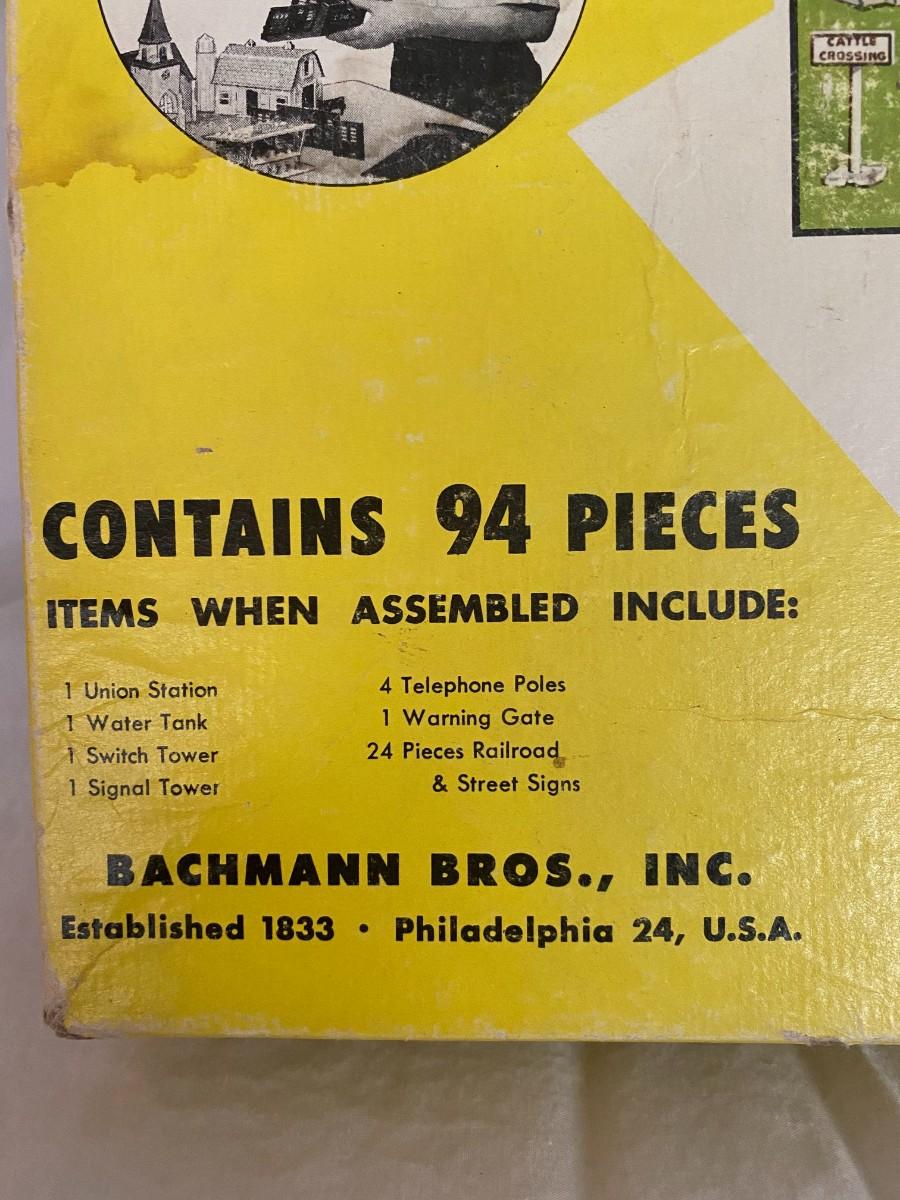 CATTLE
CROSSING
CONTAINS 94 PIECES
ITEMS WHEN ASSEMBLED INCLUDE:
1 Union Station
1 Water Tank
1 Switch Tower
1 Signal Tower
4 Telephone Poles
1 Warning Gate
24 Pieces Railroad
& Street Signs
BACHMANN BROS., INC.
Established 1833 • Philadelphia 24, U.S.A.